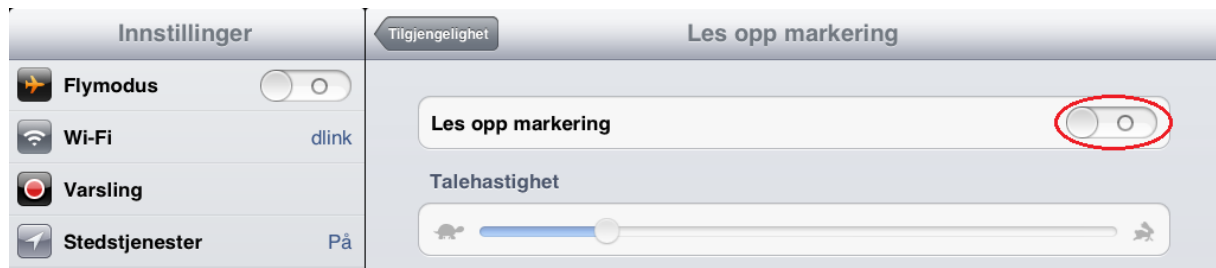 Innstillinger
Flymodus
Wi-Fi dlink
Varsling
Stedstjenester På
Tilgjengelighet Les opp markering
Les opp markering
Talehastighet